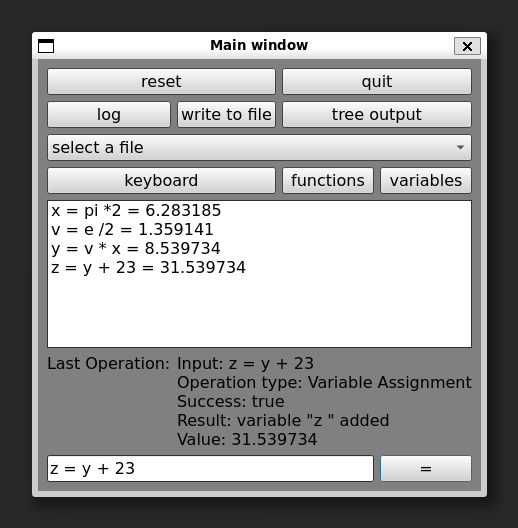 Main window
reset quit
log write to file tree output
select a file
keyboard functions variables
x = pi *2 = 6.283185
v = e /2 = 1.359141
y = v * x = 8.539734
z = y + 23 = 31.539734
Last Operation: Input: z = y + 23
Operation type: Variable Assignment
Success: true
Result: variable "z " added
Value: 31.539734
z = y + 23 =